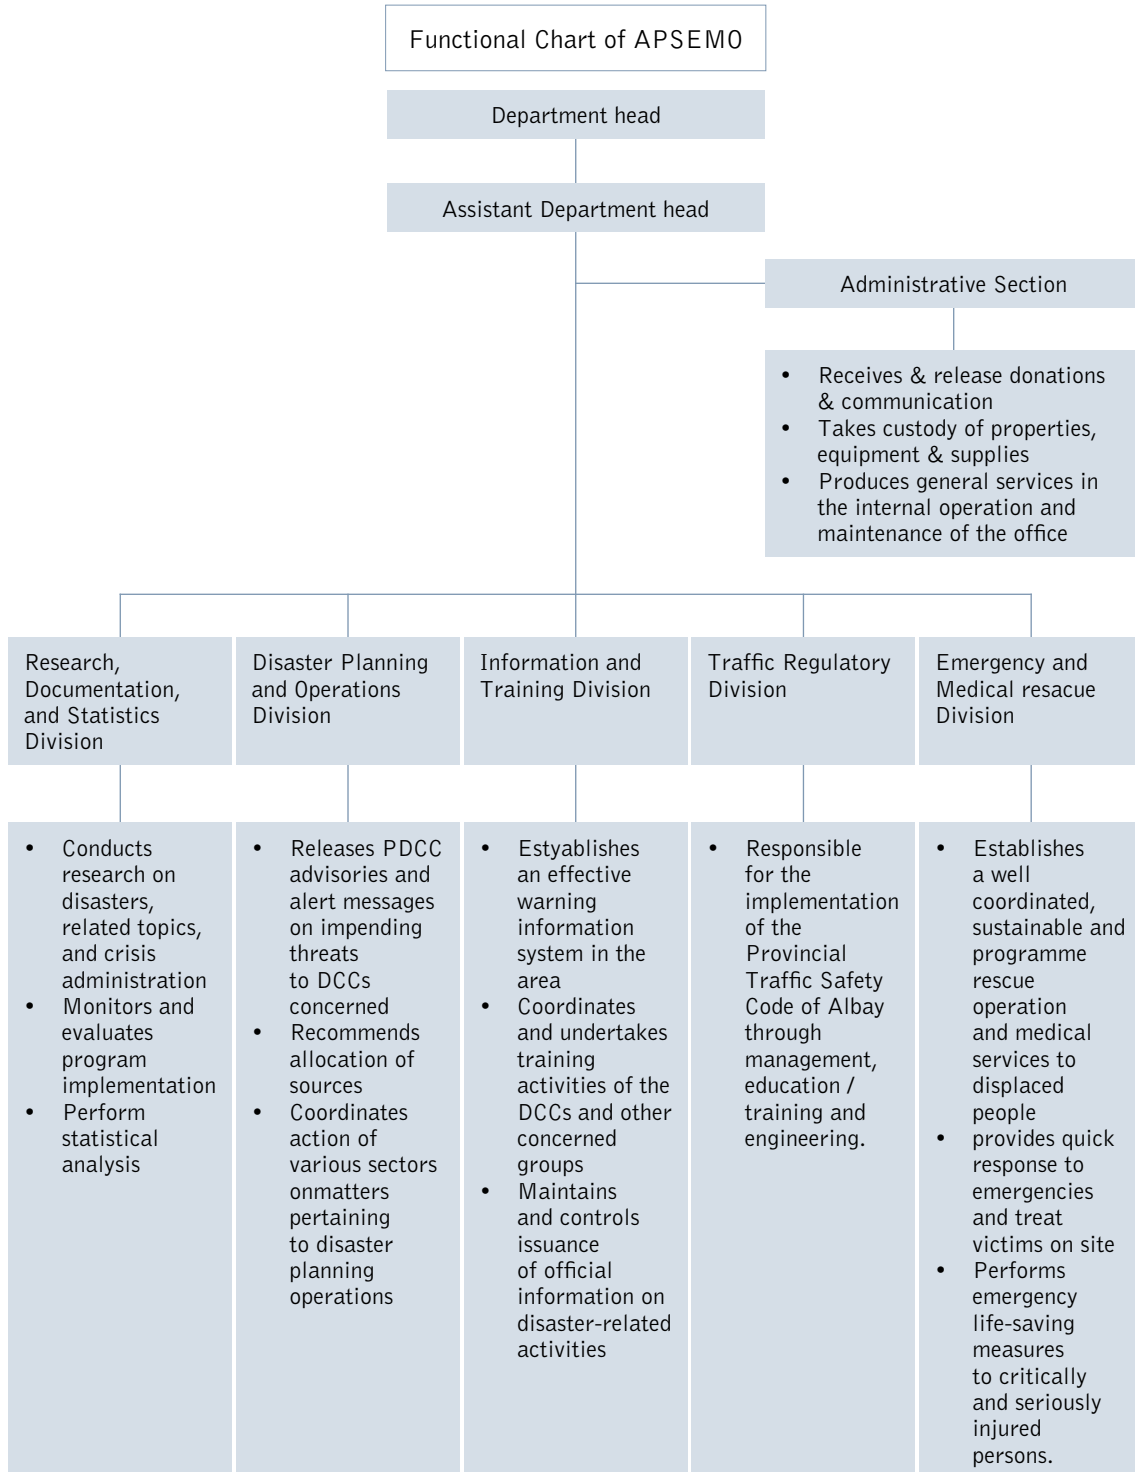 Functional Chart of APSEMO
Department head
Assistant Department head
Administrative Section
• Receives & release donations
& communication
• Takes custody of properties,
equipment & supplies
• Produces general services in
the internal operation and
maintenance of the office
Research,
Documentation,
and Statistics
Division
• Conducts
research on
disasters,
related topics,
and crisis
administration
• Monitors and
evaluates
program
implementation
• Perform
statistical
analysis
Disaster Planning
and Operations
Division
• Releases PDCC
advisories and
alert messages
on impending
threats
to DCCs
concerned
• Recommends
allocation of
sources
• Coordinates
action of
various sectors
onmatters
pertaining
to disaster
planning
operations
Information and
Training Division
• Estyablishes
an effective
warning
information
system in the
area
• Coordinates
and undertakes
training
activities of the
DCCs and other
concerned
groups
• Maintains
and controls
issuance
of official
information on
disaster-related
activities
Traffic Regulatory
Division
• Responsible
for the
implementation
of the
Provincial
Traffic Safety
Code of Albay
through
management,
education /
training and
engineering.
Emergency and
Medical resacue
Division
• Establishes
a well
coordinated,
sustainable and
programme
rescue
operation
and medical
services to
displaced
people
• provides quick
response to
emergencies
and treat
victims on site
• Performs
emergency
life-saving
measures
to critically
and seriously
injured
persons.